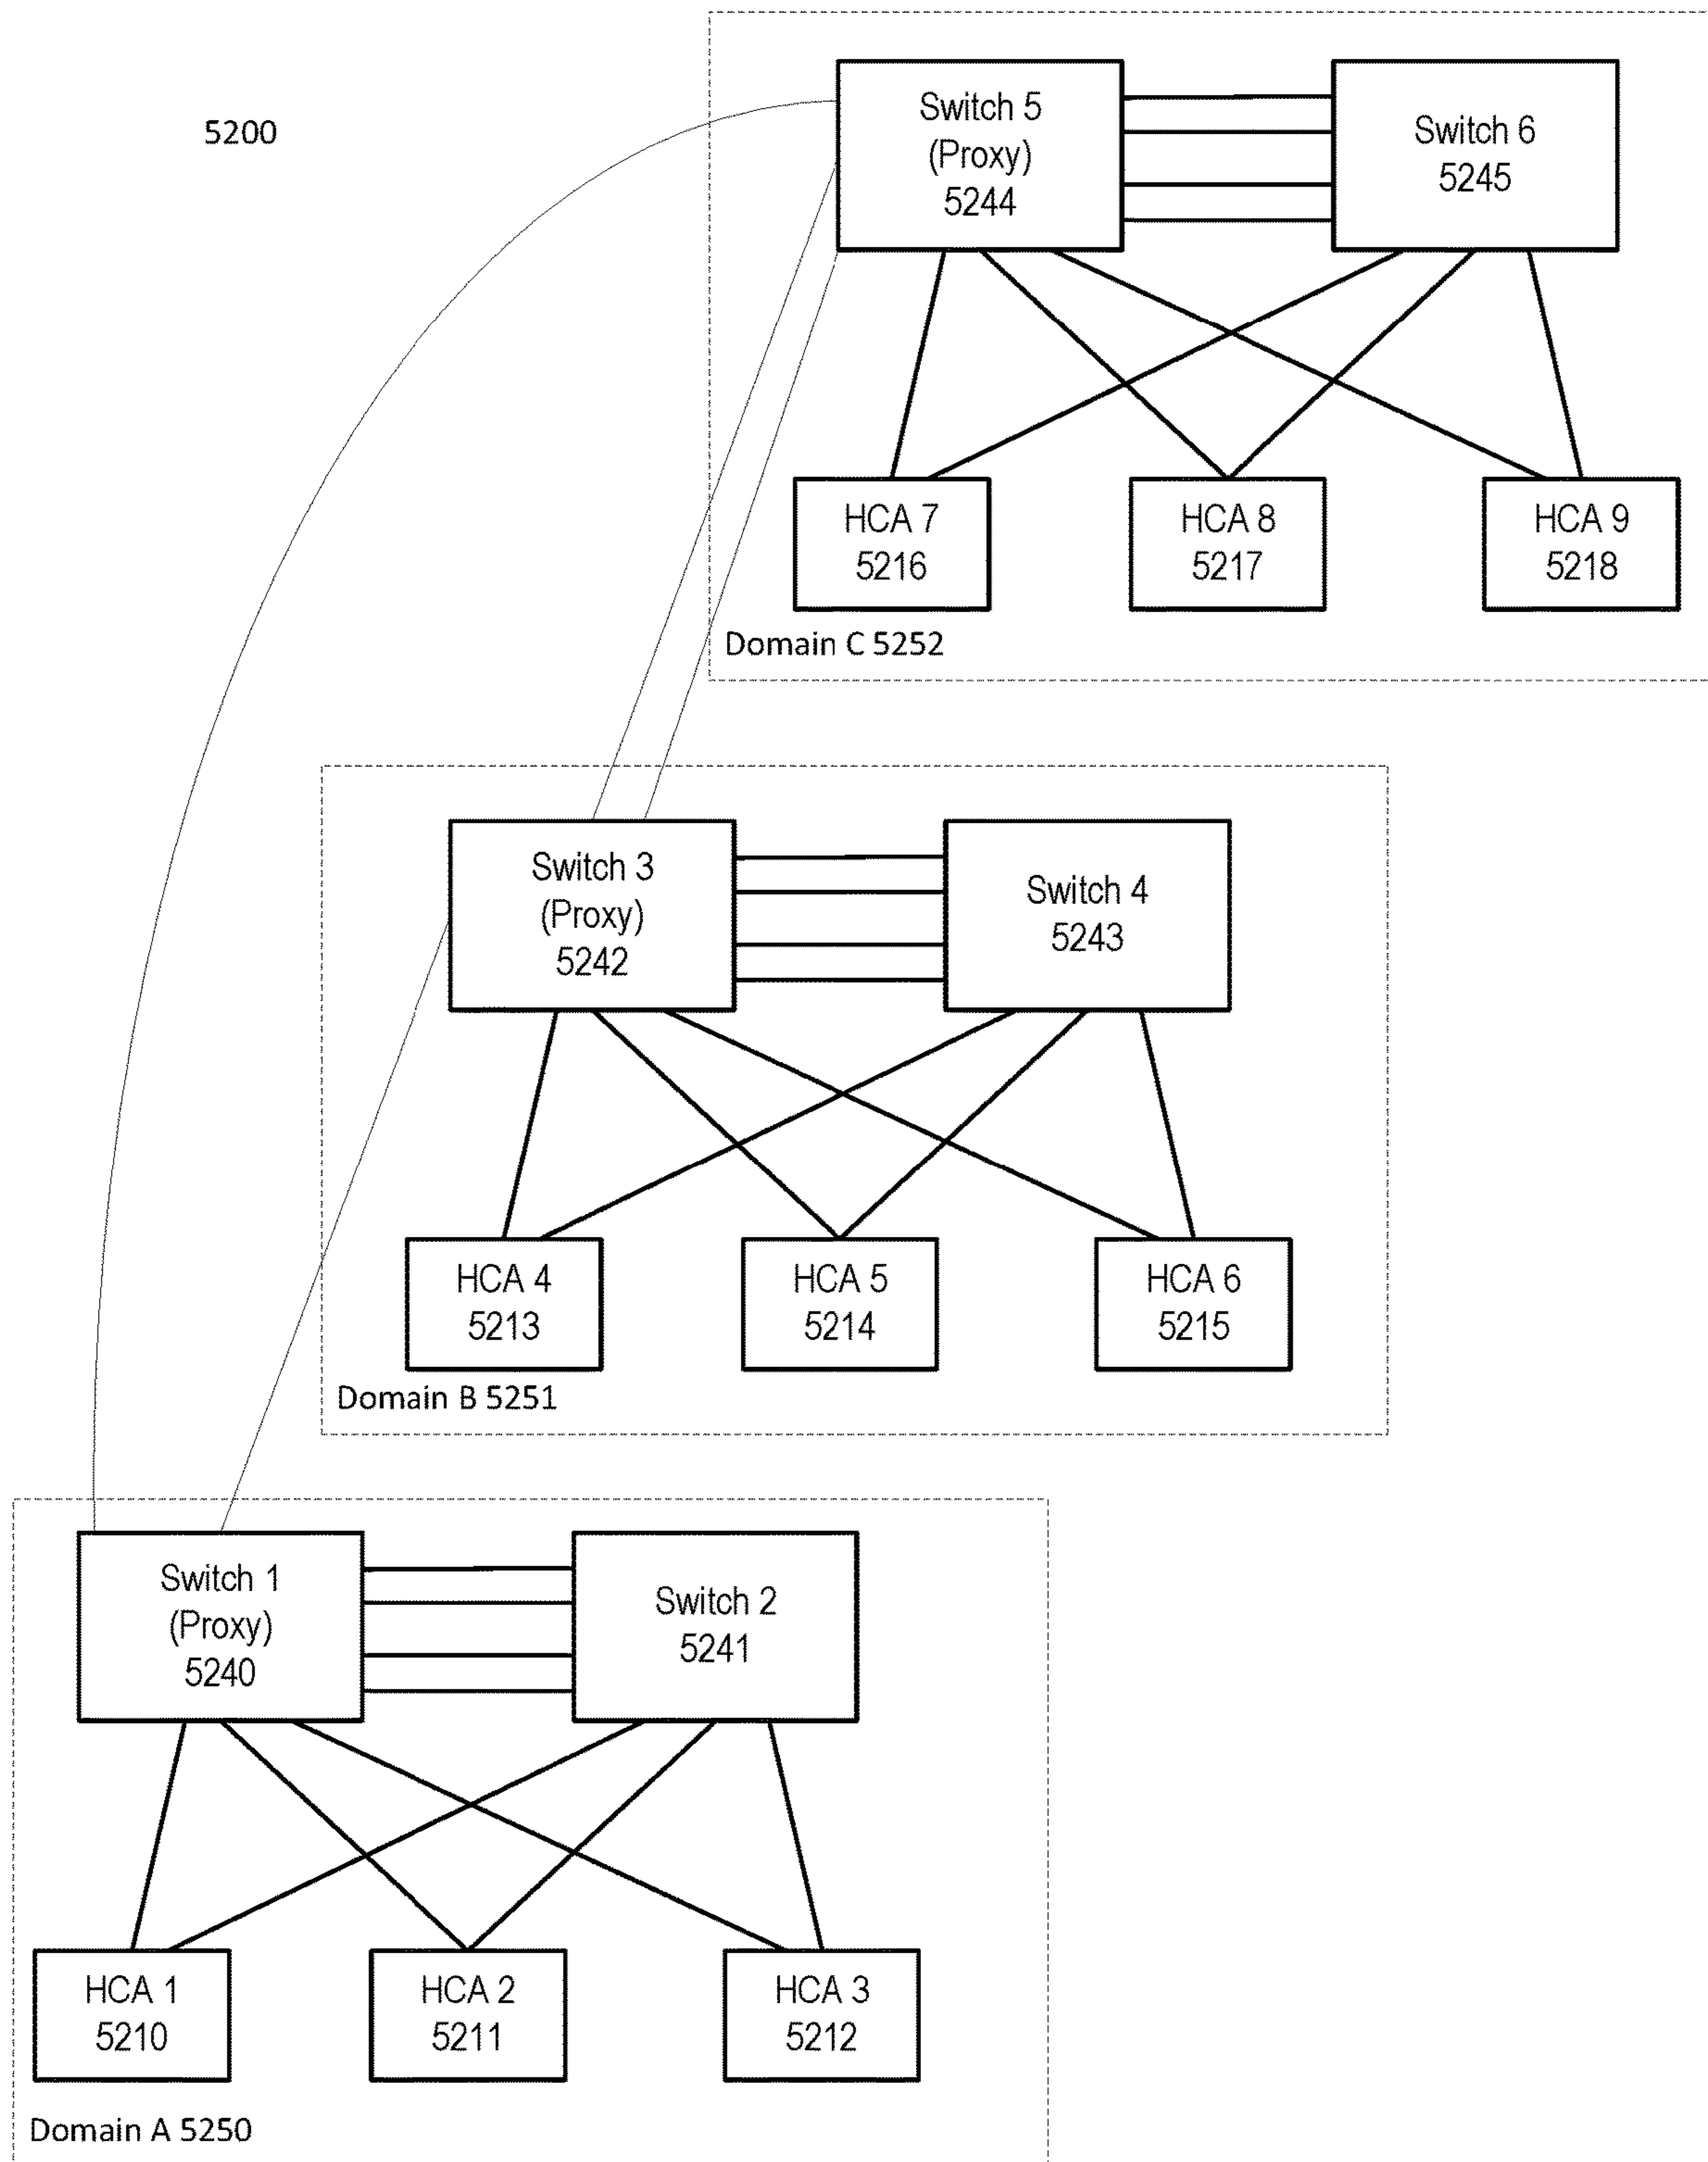 5200
Switch 5
(Proxy)
5244
Switch 6
5245
HCA 7
5216
HCA 8
5217
HCA 9
5218
Domain C 5252
Switch 3
(Proxy)
5242
Switch 4
5243
HCA 4
5213
HCA 5
5214
HCA 6
5215
Domain B 5251
Switch 1
(Proxy)
5240
Switch 2
5241
HCA 1
5210
HCA 2
5211
HCA 3
5212
Domain A 5250